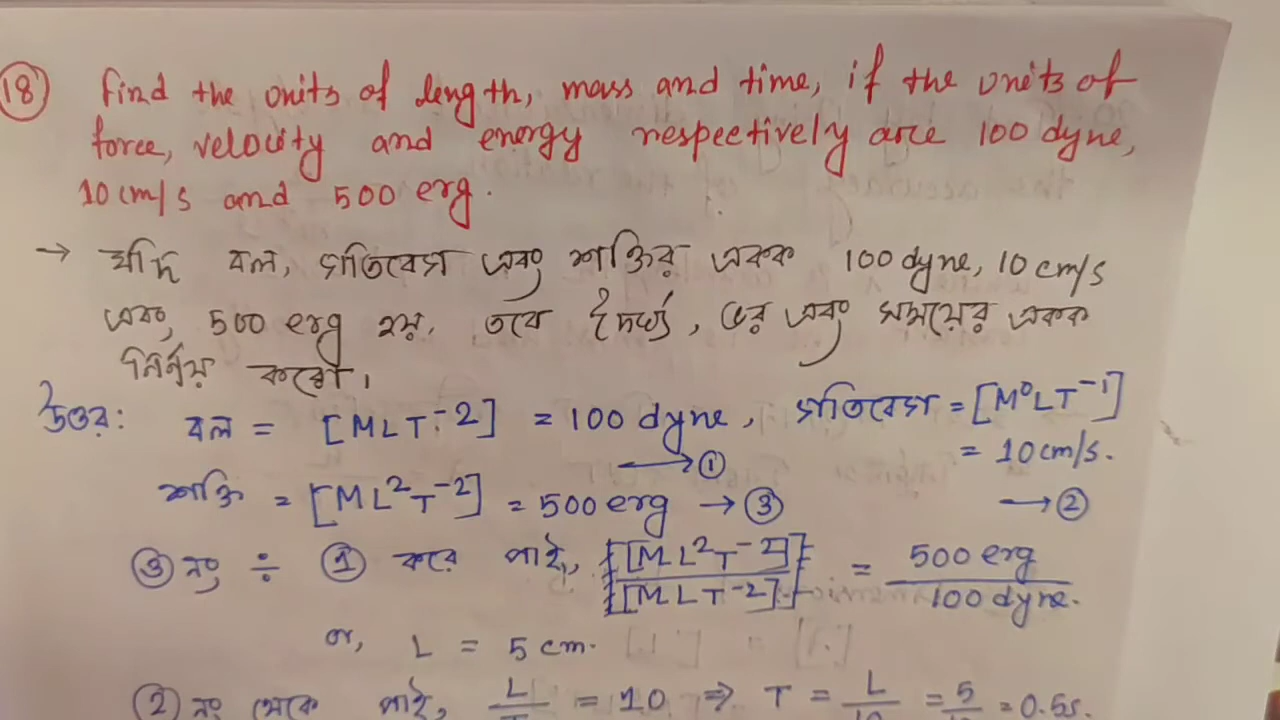 18 Find the units of length, mass and time, if the units of
force, velocity and energy respectively are 100 dyne,
10 cm/s and 500 erg.
→ যদি বল, গতিবেগ এবং শক্তির একক 100 dyne, 10 cm/s
এবং 500 erg হয়, তবে দৈর্ঘ্য, ভর এবং সময়ের একক
নির্ণয় করো।
উত্তর: বল = [MLT⁻²] = 100 dyne, গতিবেগ = [M⁰LT⁻¹]
→ ① = 10 cm/s.
শক্তি = [ML²T⁻²] = 500 erg → ③ → ②
③ নং ÷ ① করে পাই, [ML²T⁻²] / [MLT⁻²] = 500 erg / 100 dyne.
or, L = 5 cm.
② নং থেকে পাই, L/T = 10 ⇒ T = L/10 = 5/10 = 0.5s.